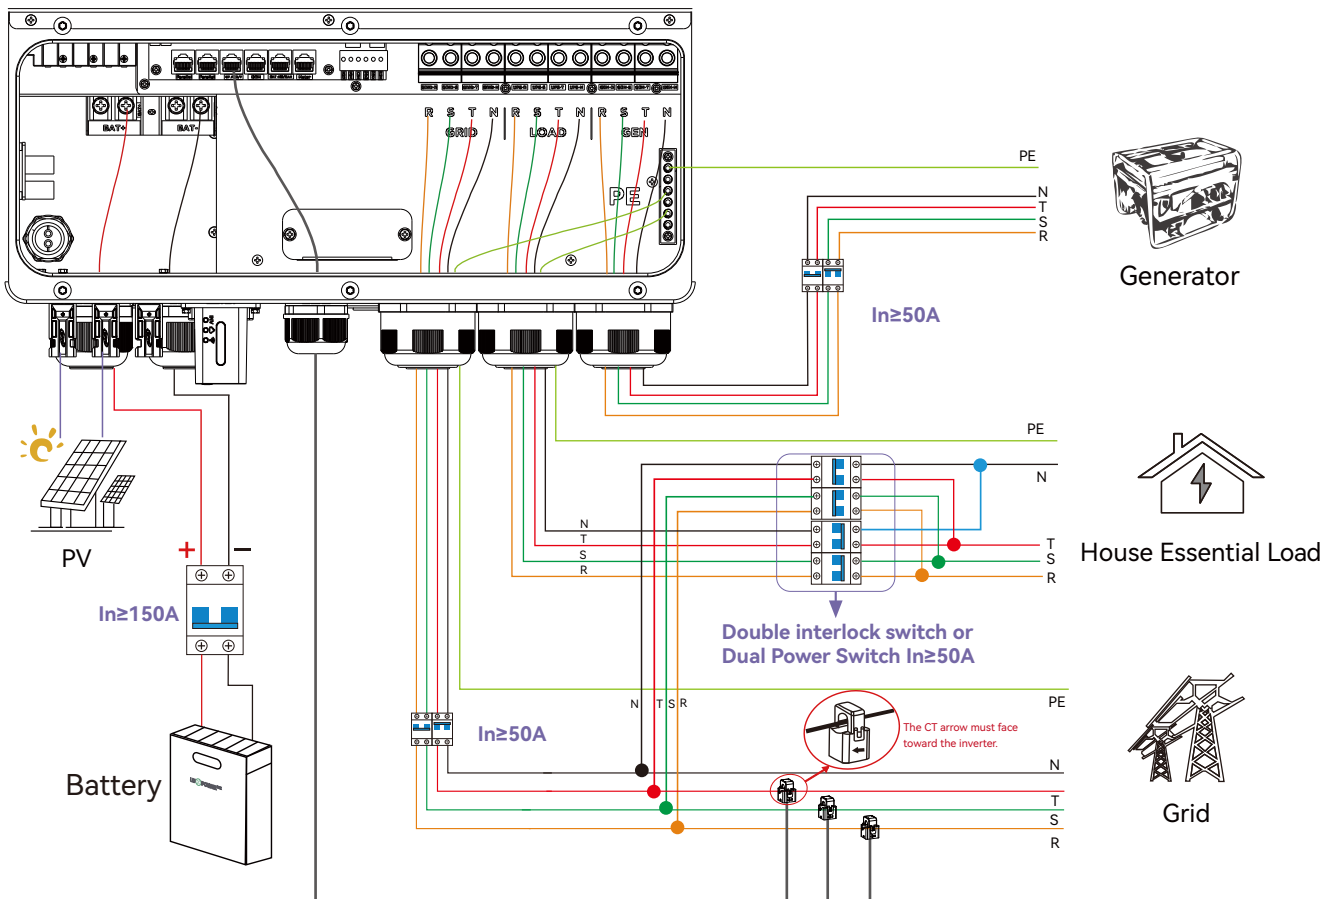 BAT+
BAT-
R S T N R S T N R S T N
GRID
LOAD
GEN
PE
PE
N
T
S
R
Generator
In≥50A
PE
N
N
T
S
R
T
S
R
House Essential Load
PV
+
−
In≥150A
Double interlock switch or
Dual Power Switch In≥50A
N T S R
PE
In≥50A
The CT arrow must face
toward the inverter.
Battery
N
T
S
R
Grid